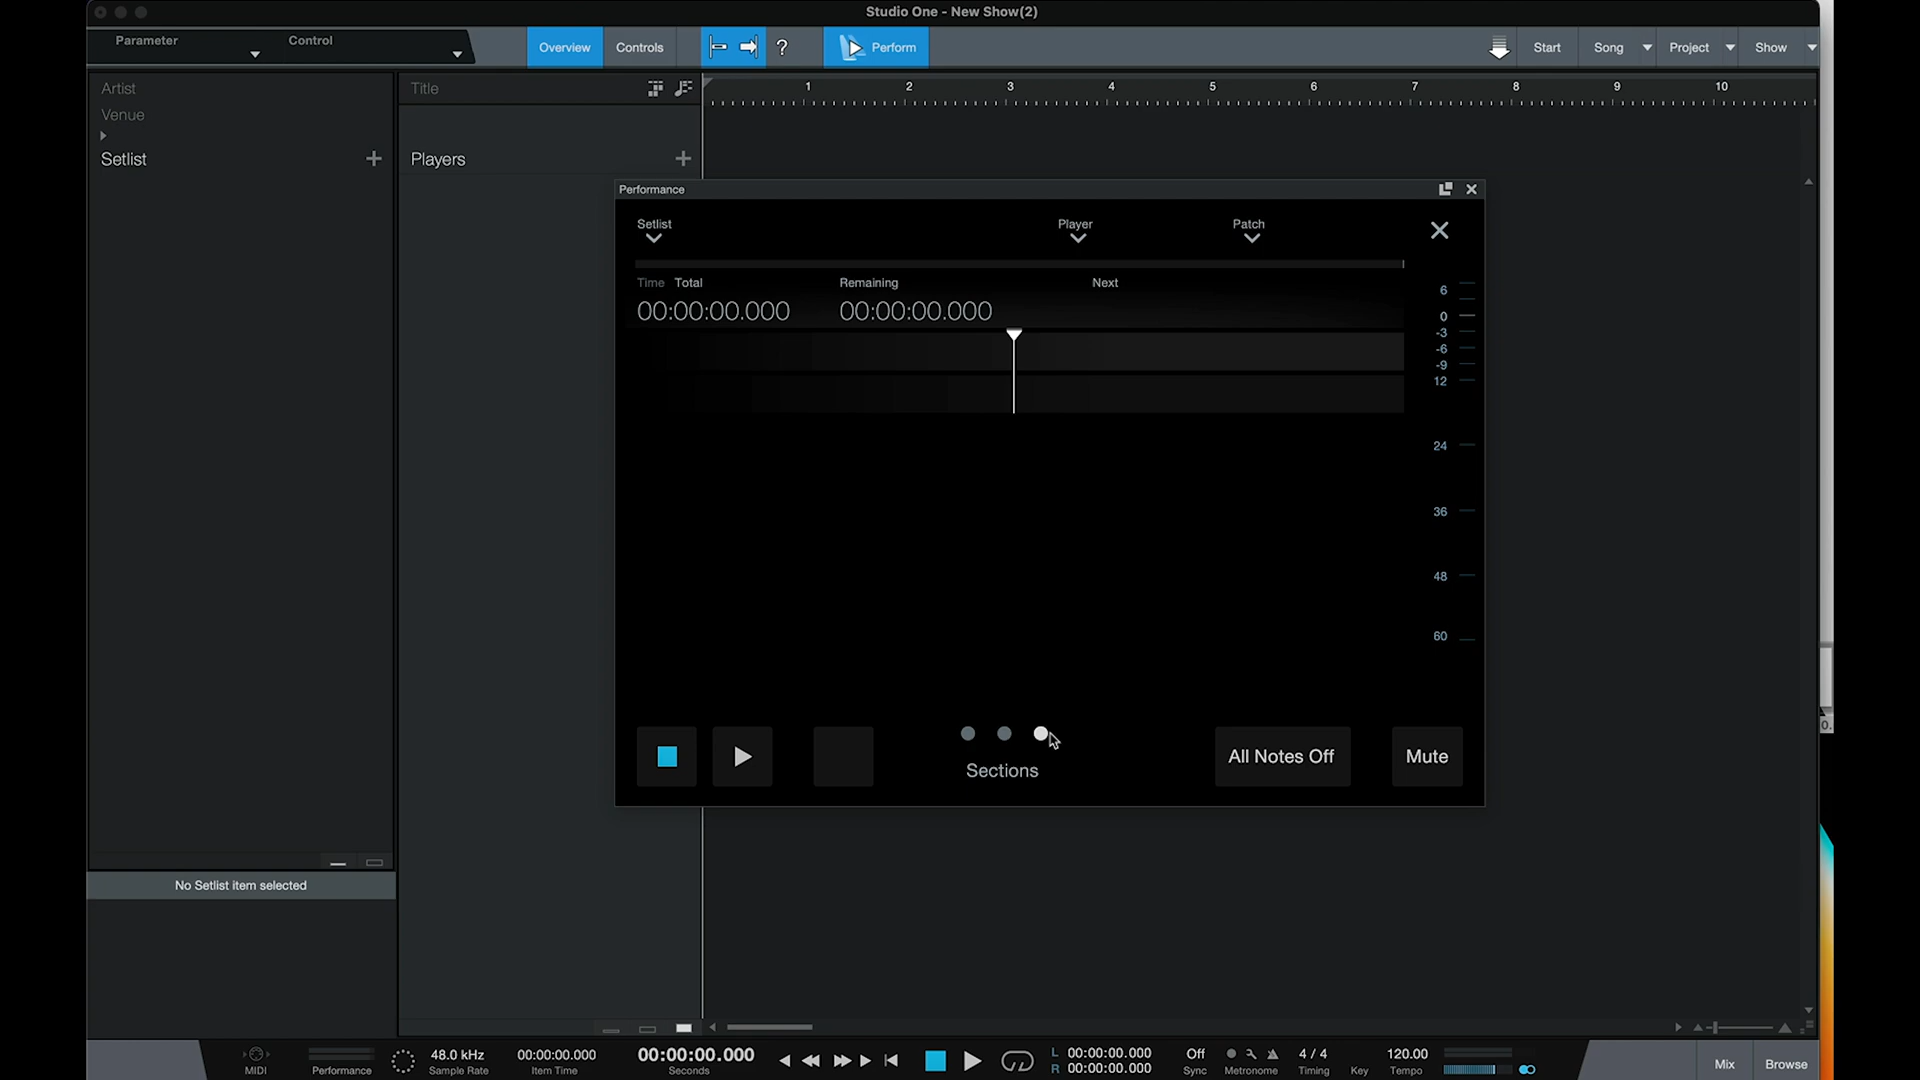 Studio One - New Show(2)
Parameter
Control
Overview
Controls
?
Perform
Start
Song
Project
Show
Artist
Title
1 2 3 4 5 6 7 8 9 10
Venue
Setlist +
Players +
Performance
Setlist
Player
Patch
Time Total
Remaining
Next
00:00:00.000
00:00:00.000
6
0
-3
-6
-9
12
24
36
48
60
Sections
All Notes Off
Mute
No Setlist item selected
MIDI
Performance
48.0 kHz
Sample Rate
00:00:00.000
Item Time
00:00:00.000
Seconds
L 00:00:00.000
R 00:00:00.000
Off
Sync
Metronome
4 / 4
Timing
Key
120.00
Tempo
Mix
Browse
0.